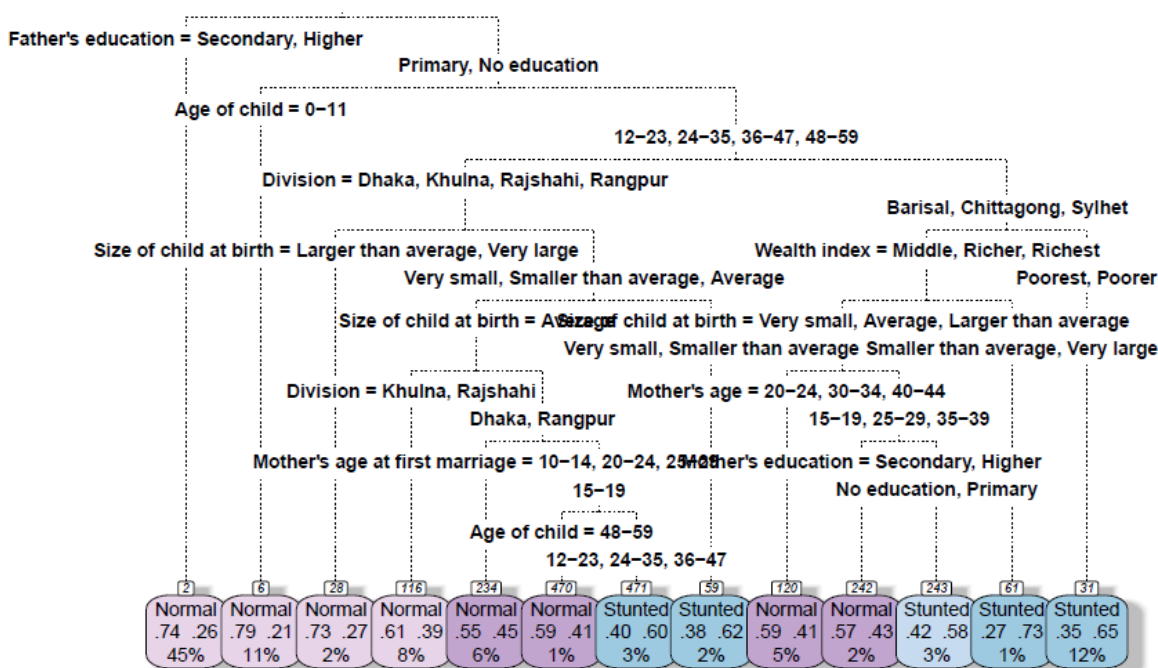 Father's education = Secondary, Higher
Primary, No education
Age of child = 0−11
12−23, 24−35, 36−47, 48−59
Division = Dhaka, Khulna, Rajshahi, Rangpur
Barisal, Chittagong, Sylhet
Size of child at birth = Larger than average, Very large
Wealth index = Middle, Richer, Richest
Very small, Smaller than average, Average
Poorest, Poorer
Size of child at birth = Average
Size of child at birth = Very small, Average, Larger than average
Very small, Smaller than average
Smaller than average, Very large
Division = Khulna, Rajshahi
Mother's age = 20−24, 30−34, 40−44
Dhaka, Rangpur
15−19, 25−29, 35−39
Mother's age at first marriage = 10−14, 20−24, 25−29
Mother's education = Secondary, Higher
15−19
No education, Primary
Age of child = 48−59
12−23, 24−35, 36−47
2 6 28 116 234 470 471 59 120 242 243 61 31
Normal Normal Normal Normal Normal Normal Stunted Stunted Normal Normal Stunted Stunted Stunted
.74 .26 .79 .21 .73 .27 .61 .39 .55 .45 .59 .41 .40 .60 .38 .62 .59 .41 .57 .43 .42 .58 .27 .73 .35 .65
45% 11% 2% 8% 6% 1% 3% 2% 5% 2% 3% 1% 12%